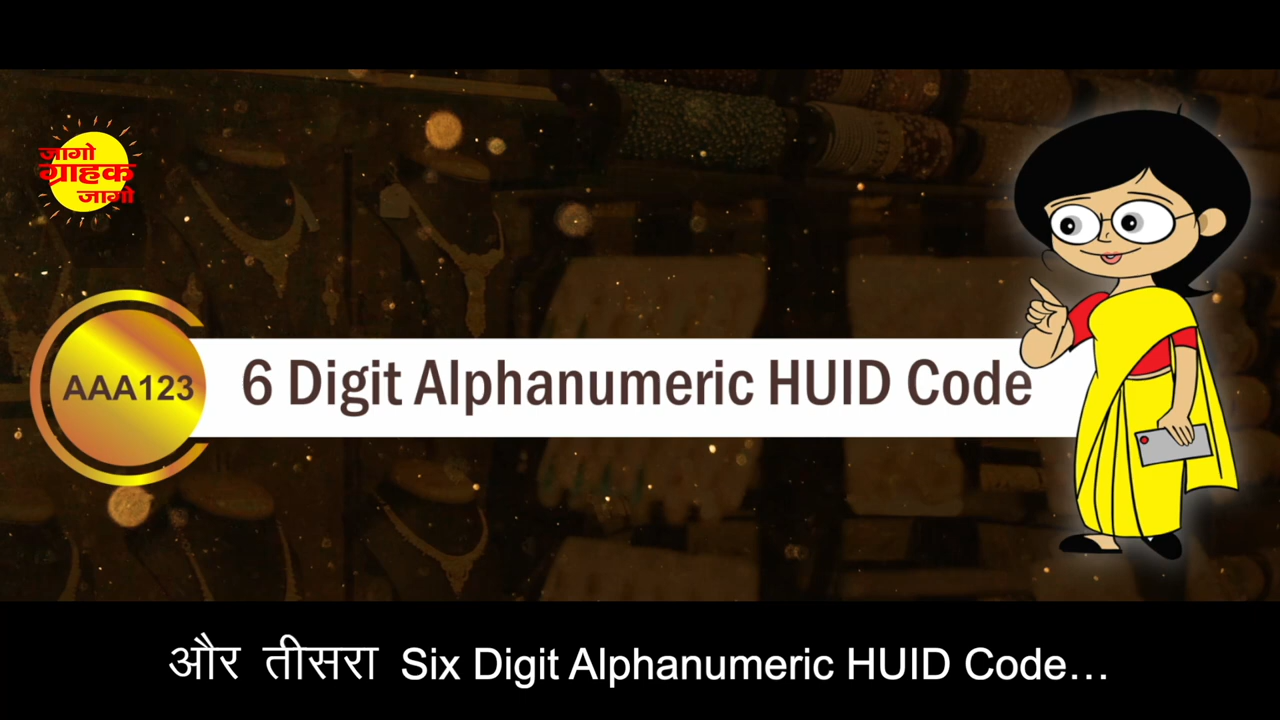 जागो
ग्राहक
जागो
AAA123
6 Digit Alphanumeric HUID Code
और तीसरा Six Digit Alphanumeric HUID Code...